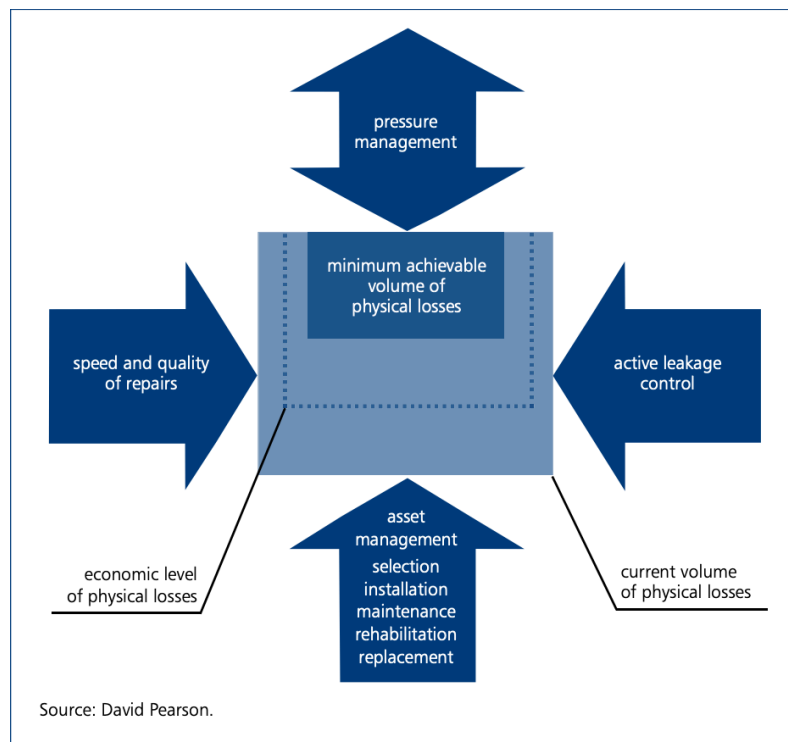 pressure
management
minimum achievable
volume of
physical losses
speed and quality
of repairs
active leakage
control
asset
management
selection
installation
maintenance
rehabilitation
replacement
economic level
of physical losses
current volume
of physical losses
Source: David Pearson.